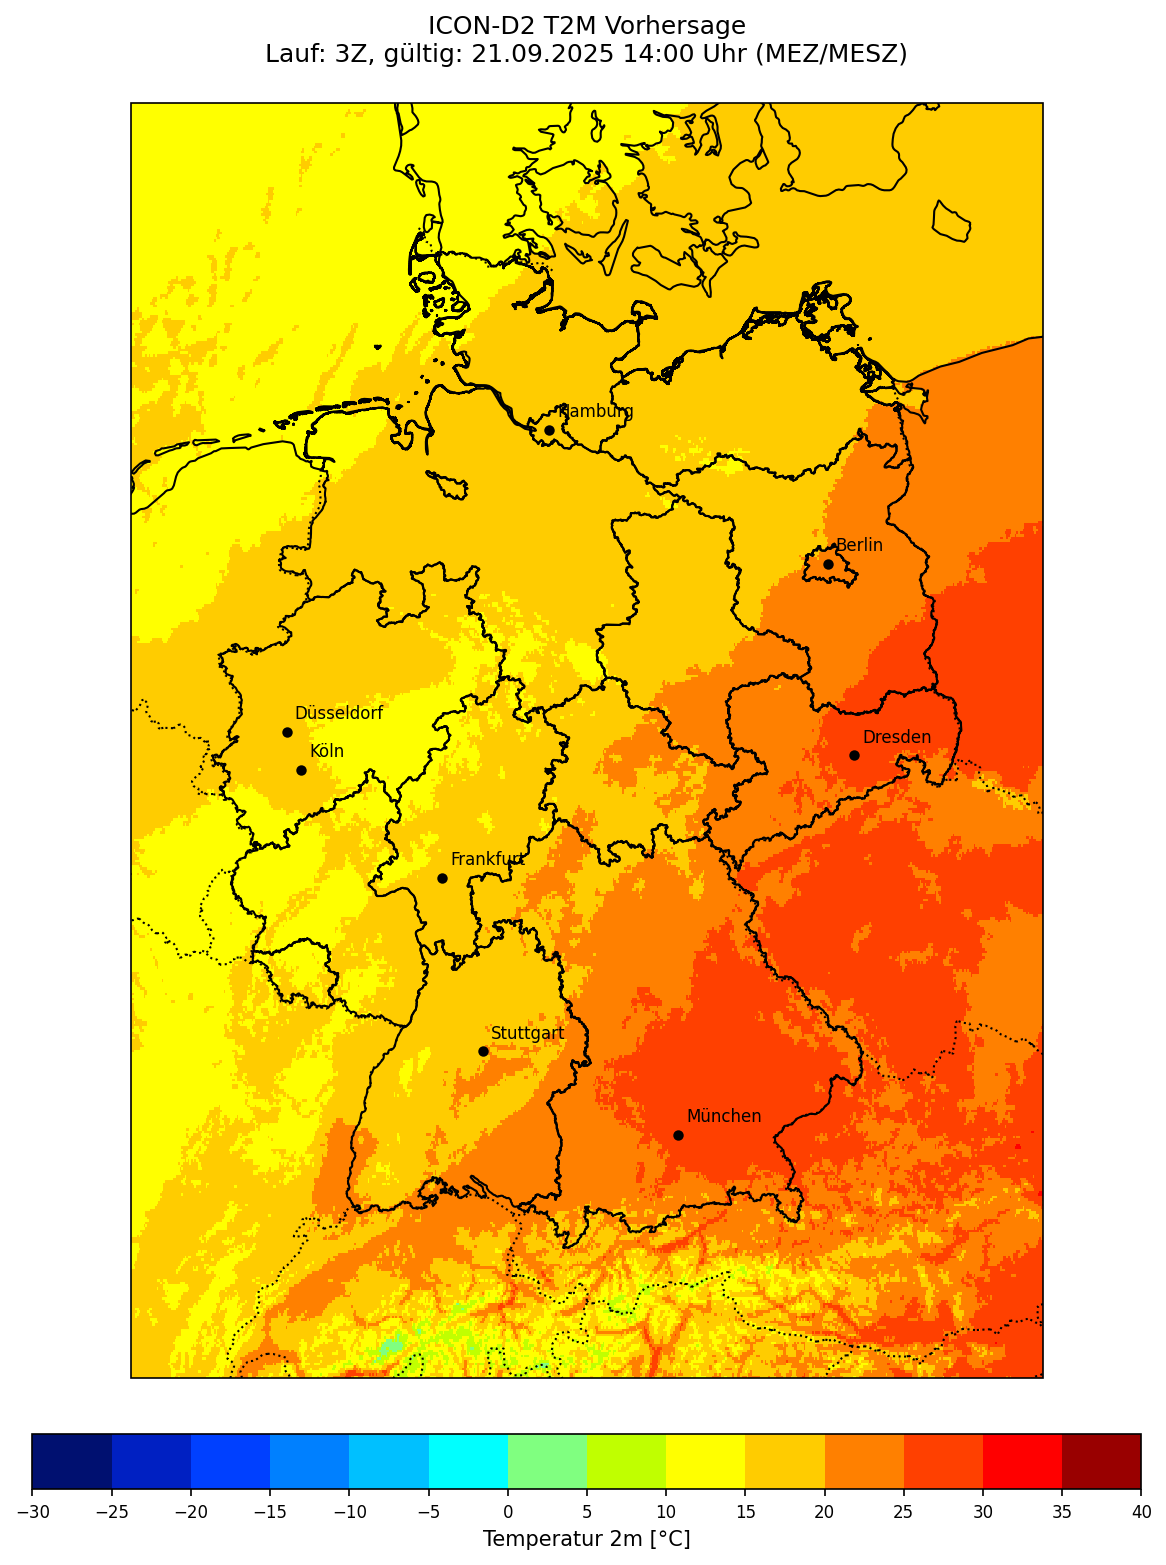 ICON-D2 T2M Vorhersage
Lauf: 3Z, gültig: 21.09.2025 14:00 Uhr (MEZ/MESZ)
Hamburg
Berlin
Düsseldorf
Dresden
Köln
Frankfurt
Stuttgart
München
−30 −25 −20 −15 −10 −5 0 5 10 15 20 25 30 35 40
Temperatur 2m [°C]